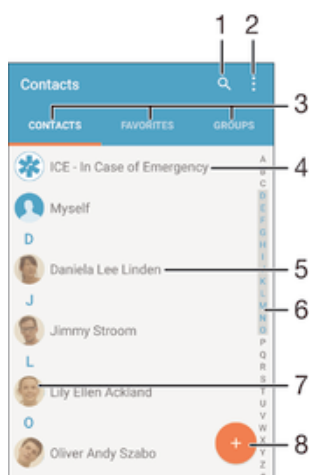 1 2
Contacts
3
CONTACTS FAVORITES GROUPS
ICE - In Case of Emergency 4
Myself
D
Daniela Lee Linden 5
J
6
Jimmy Stroom
L
7 Lily Ellen Ackland
O
Oliver Andy Szabo
+ 8
A
B
C
D
E
F
G
H
I
J
K
L
M
N
O
P
Q
R
S
T
U
V
W
X
Y
Z